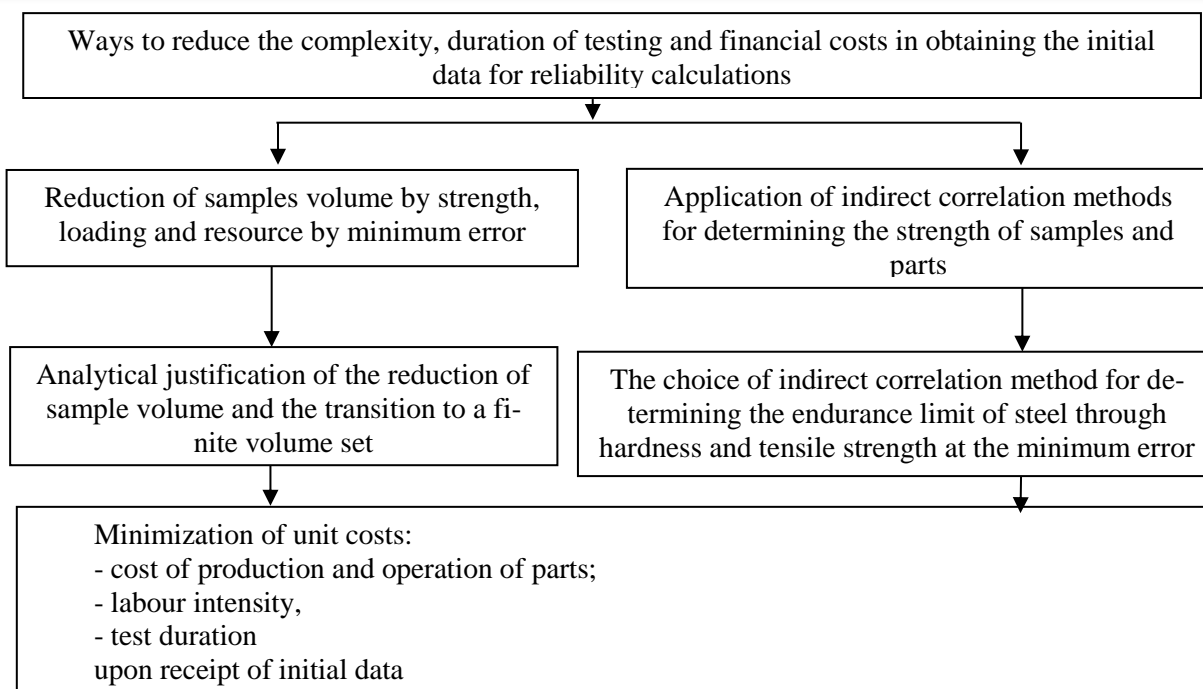 Ways to reduce the complexity, duration of testing and financial costs in obtaining the initial
data for reliability calculations
Reduction of samples volume by strength,
loading and resource by minimum error
Application of indirect correlation methods
for determining the strength of samples and
parts
Analytical justification of the reduction of
sample volume and the transition to a fi-
nite volume set
The choice of indirect correlation method for de-
termining the endurance limit of steel through
hardness and tensile strength at the minimum error
Minimization of unit costs:
- cost of production and operation of parts;
- labour intensity,
- test duration
upon receipt of initial data